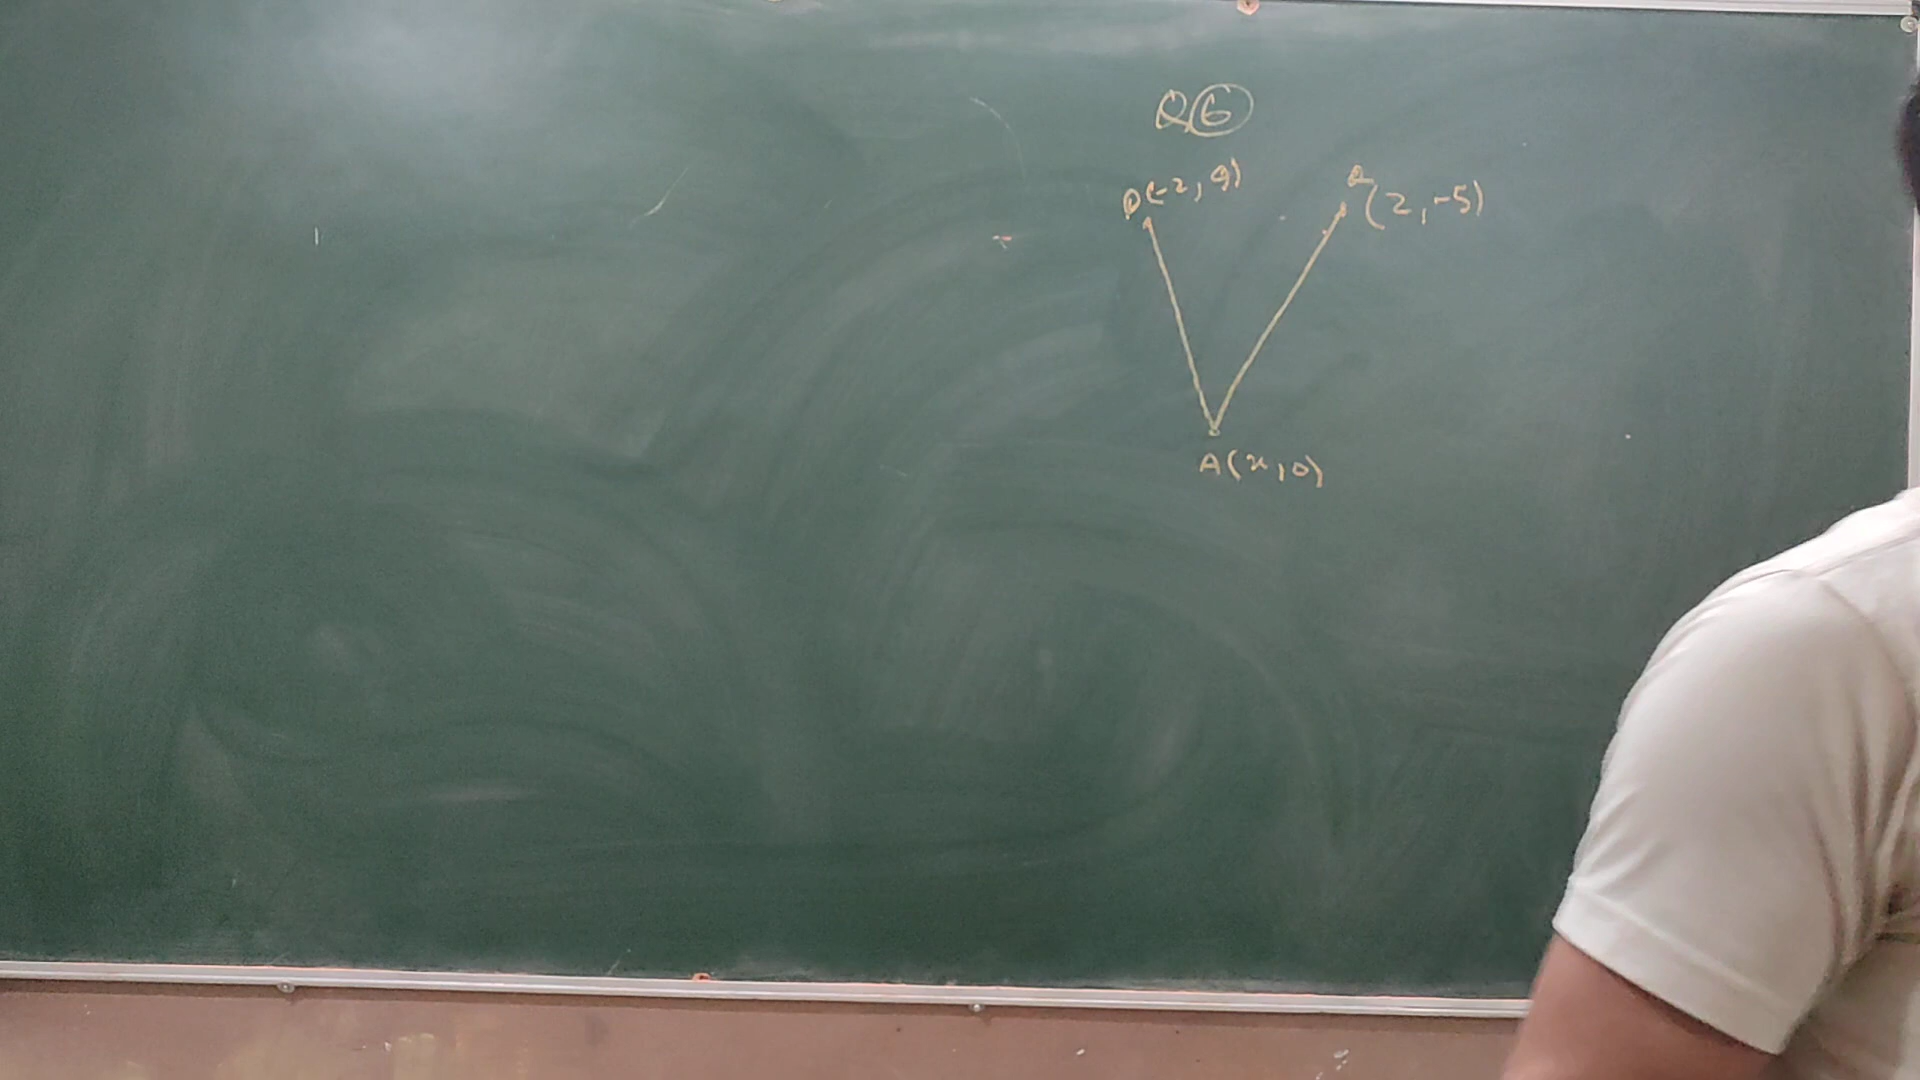 Q6
P(-2, 9)
Q(2, -5)
A(x, 0)